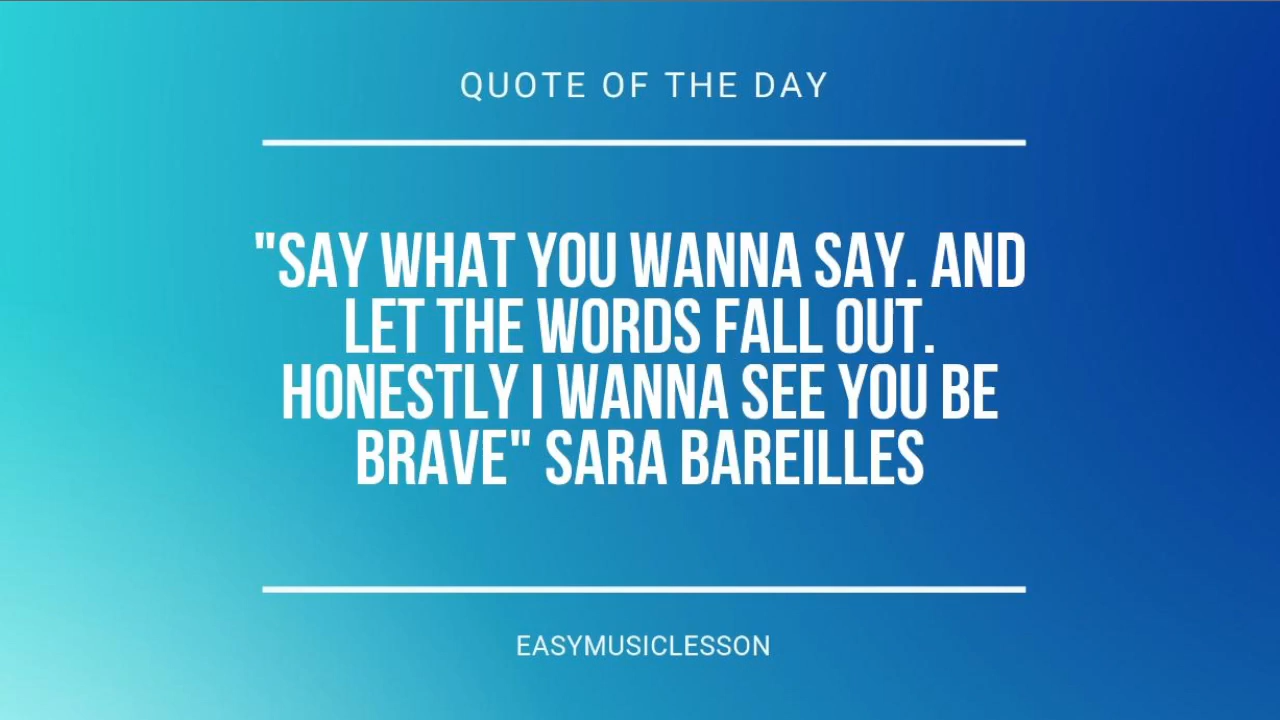 QUOTE OF THE DAY
"SAY WHAT YOU WANNA SAY. AND
LET THE WORDS FALL OUT.
HONESTLY I WANNA SEE YOU BE
BRAVE" SARA BAREILLES
EASYMUSICLESSON